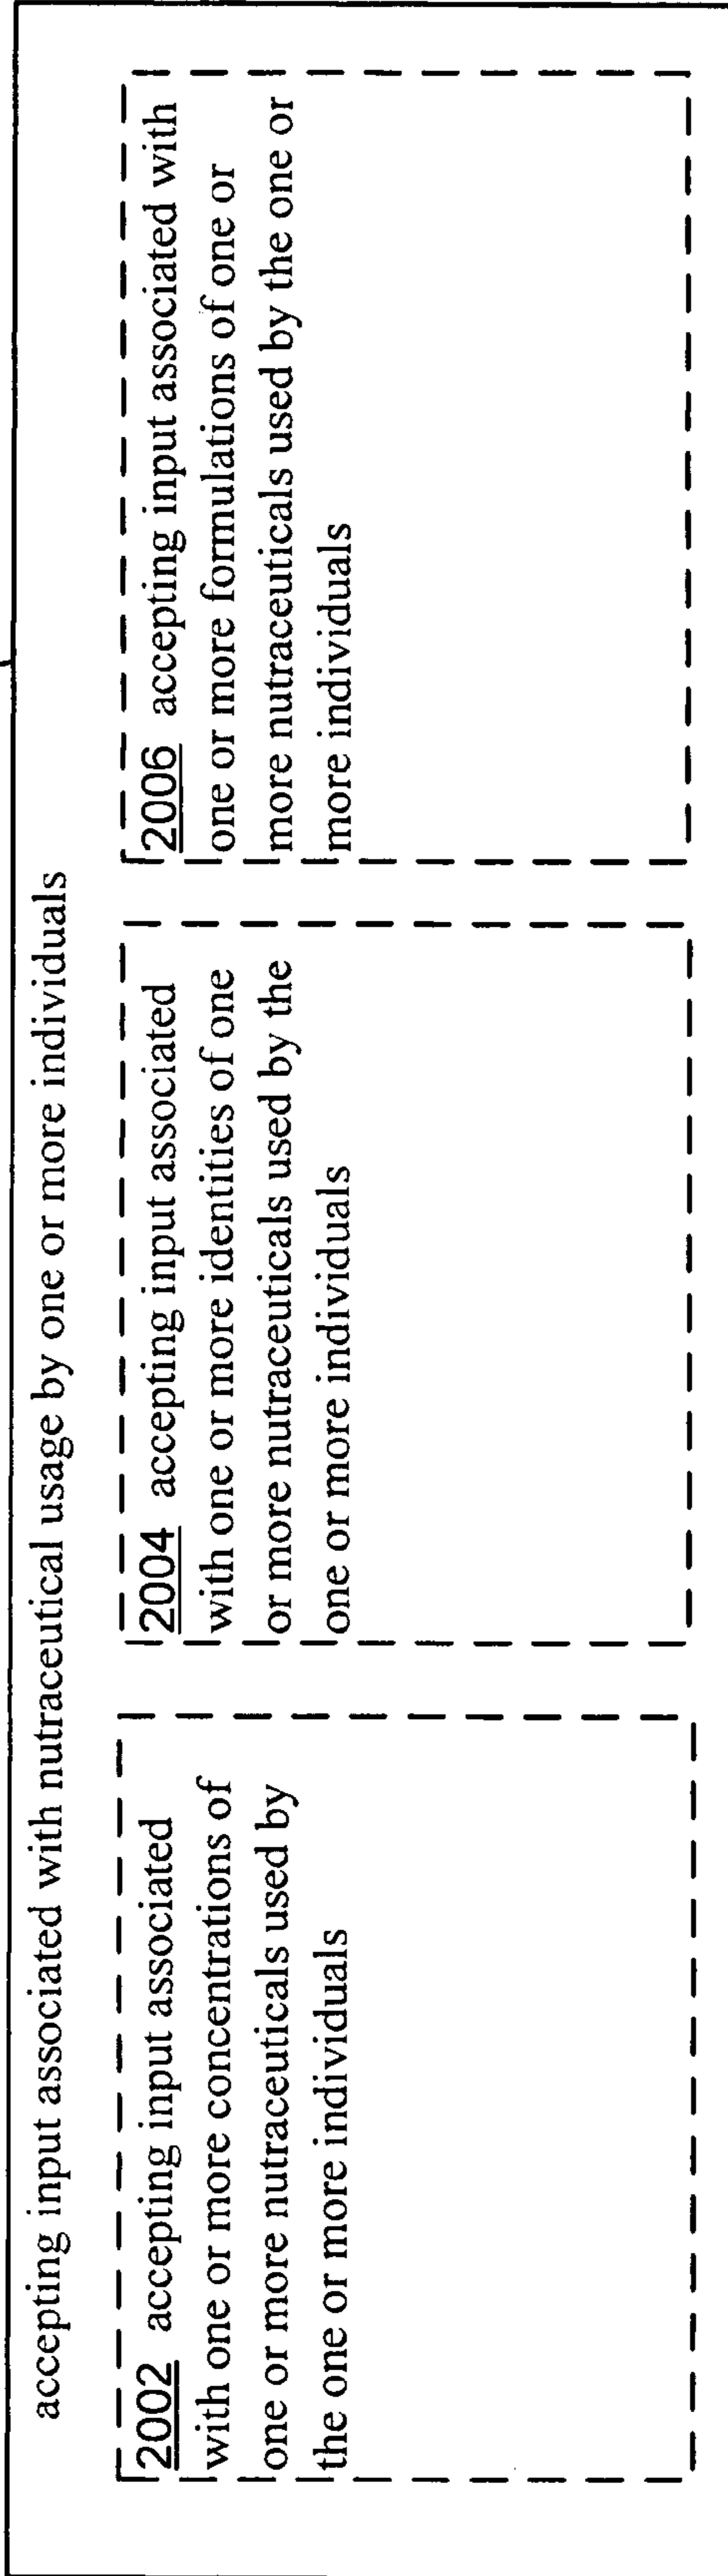 accepting input associated with nutraceutical usage by one or more individuals
2002 accepting input associated
with one or more concentrations of
one or more nutraceuticals used by
the one or more individuals
2004 accepting input associated
with one or more identities of one
or more nutraceuticals used by the
one or more individuals
2006 accepting input associated with
one or more formulations of one or
more nutraceuticals used by the one or
more individuals